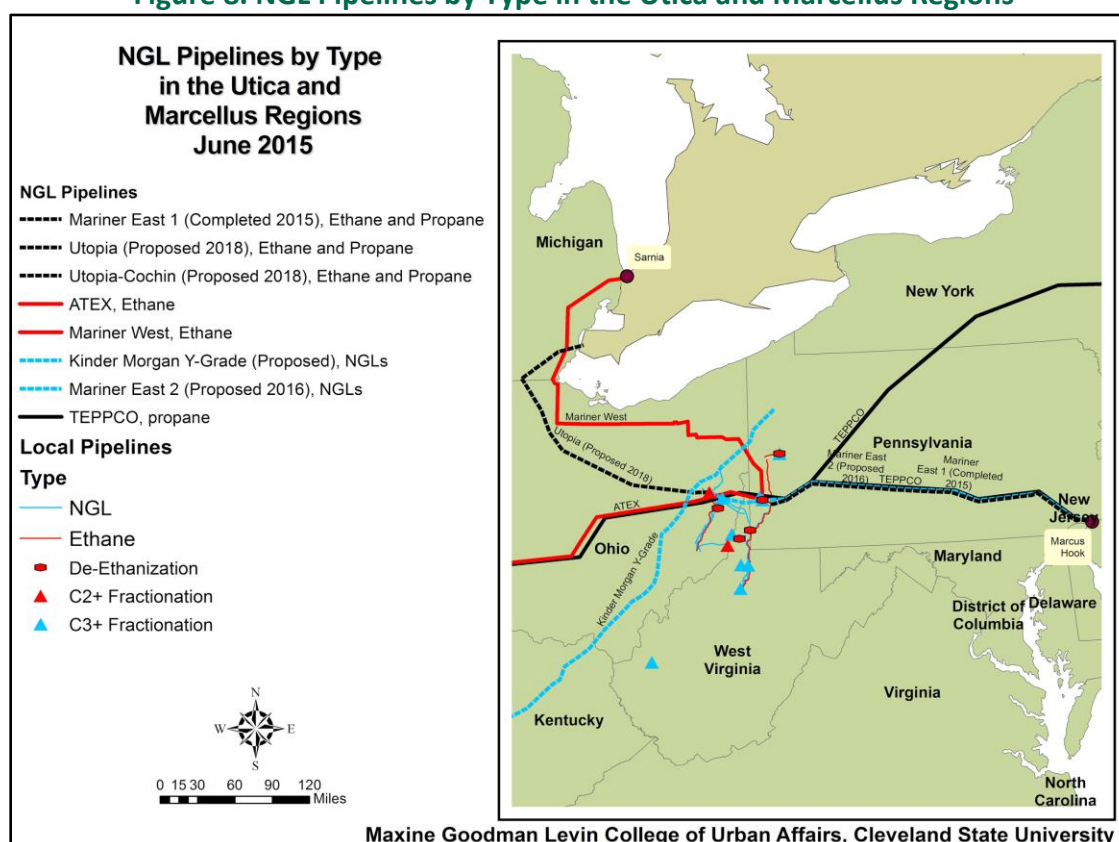 Figure 8. NGL Pipelines by Type in the Utica and Marcellus Regions
NGL Pipelines by Type
in the Utica and
Marcellus Regions
June 2015
NGL Pipelines
Mariner East 1 (Completed 2015), Ethane and Propane
Utopia (Proposed 2018), Ethane and Propane
Utopia-Cochin (Proposed 2018), Ethane and Propane
ATEX, Ethane
Mariner West, Ethane
Kinder Morgan Y-Grade (Proposed), NGLs
Mariner East 2 (Proposed 2016), NGLs
TEPPCO, propane
Local Pipelines
Type
NGL
Ethane
De-Ethanization
C2+ Fractionation
C3+ Fractionation
N
W
E
S
0 15 30 60 90 120
Miles
Michigan
Sarnia
New York
Mariner West
Utopia (Proposed 2018)
TEPPCO
Pennsylvania
Mariner East
2 (Proposed
2016)
TEPPCO
Mariner
East 1 (Completed
2015)
New
Jersey
Marcus
Hook
ATEX
Ohio
Kinder Morgan Y-Grade
Maryland
District of
Columbia
Delaware
West
Virginia
Virginia
Kentucky
North
Carolina
Maxine Goodman Levin College of Urban Affairs, Cleveland State University